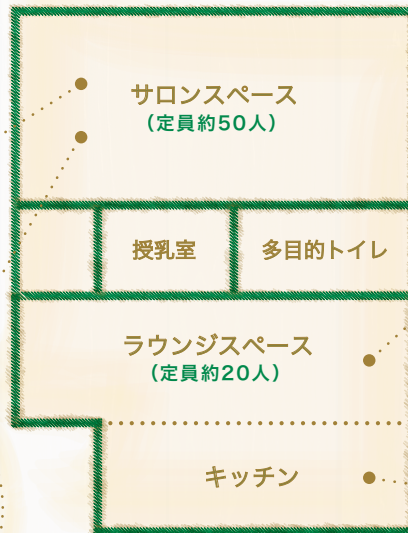 サロンスペース
（定員約50人）
授乳室
多目的トイレ
ラウンジスペース
（定員約20人）
キッチン